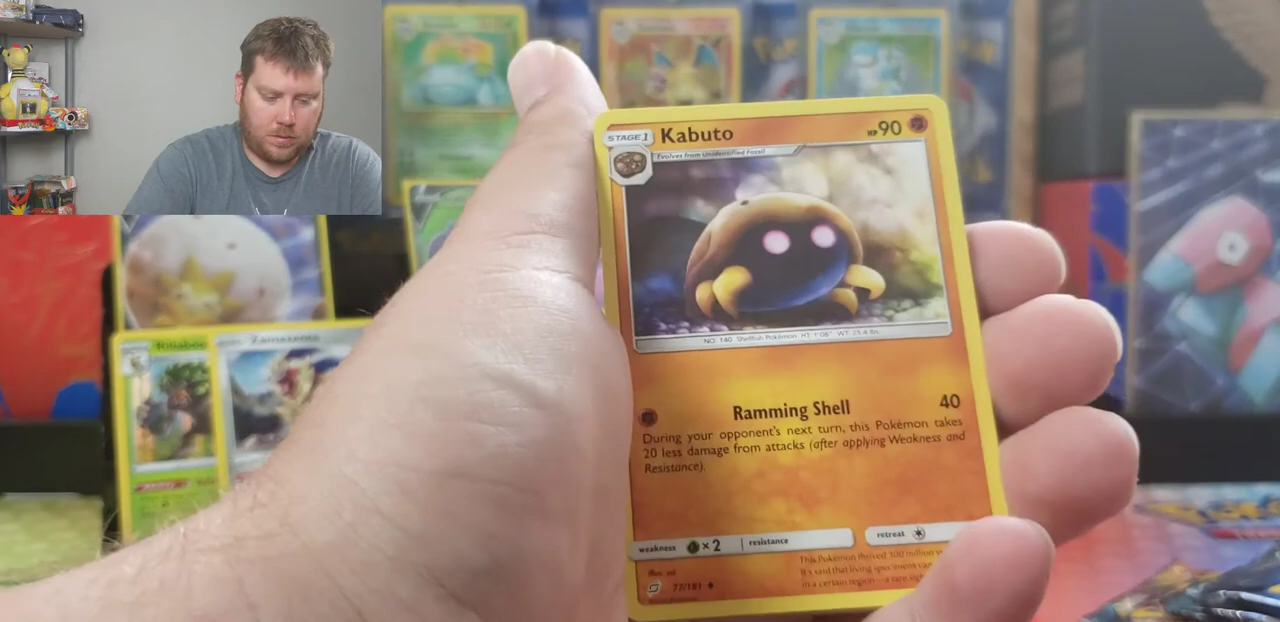 STAGE 1 Kabuto HP 90
Evolves from Unidentified Fossil
NO. 140 Shellfish Pokémon HT: 1'08" WT: 25.4 lbs.
Ramming Shell 40
During your opponent's next turn, this Pokémon takes
20 less damage from attacks (after applying Weakness and
Resistance).
weakness ×2 resistance retreat
This Pokémon thrived 300 million
It's said that living specimens can
in a certain region—a rare
77/181
Rillaboo
Zamazenta